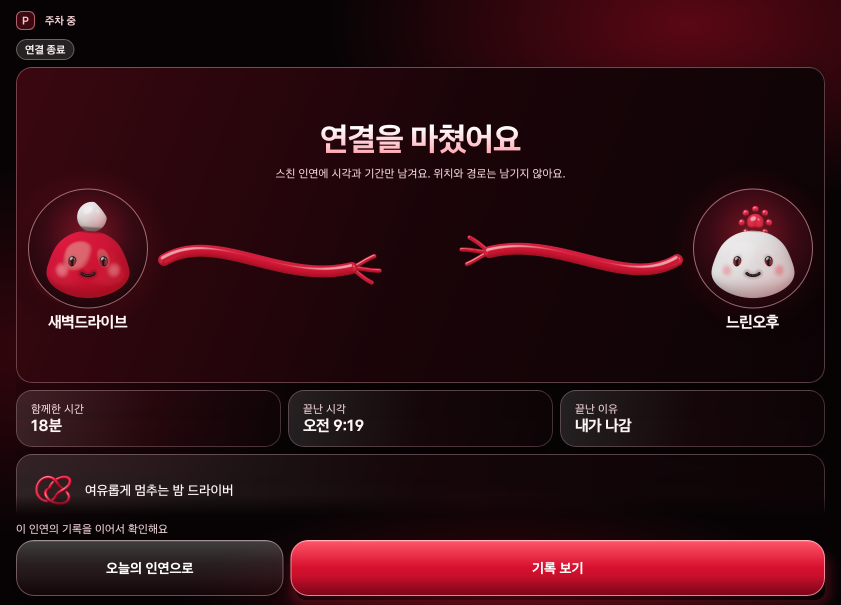 P 주차 중
연결 종료
연결을 마쳤어요
스친 인연에 시각과 기간만 남겨요. 위치와 경로는 남기지 않아요.
새벽드라이브
느린오후
함께한 시간
18분
끝난 시각
오전 9:19
끝난 이유
내가 나감
여유롭게 멈추는 밤 드라이버
이 인연의 기록을 이어서 확인해요
오늘의 인연으로
기록 보기